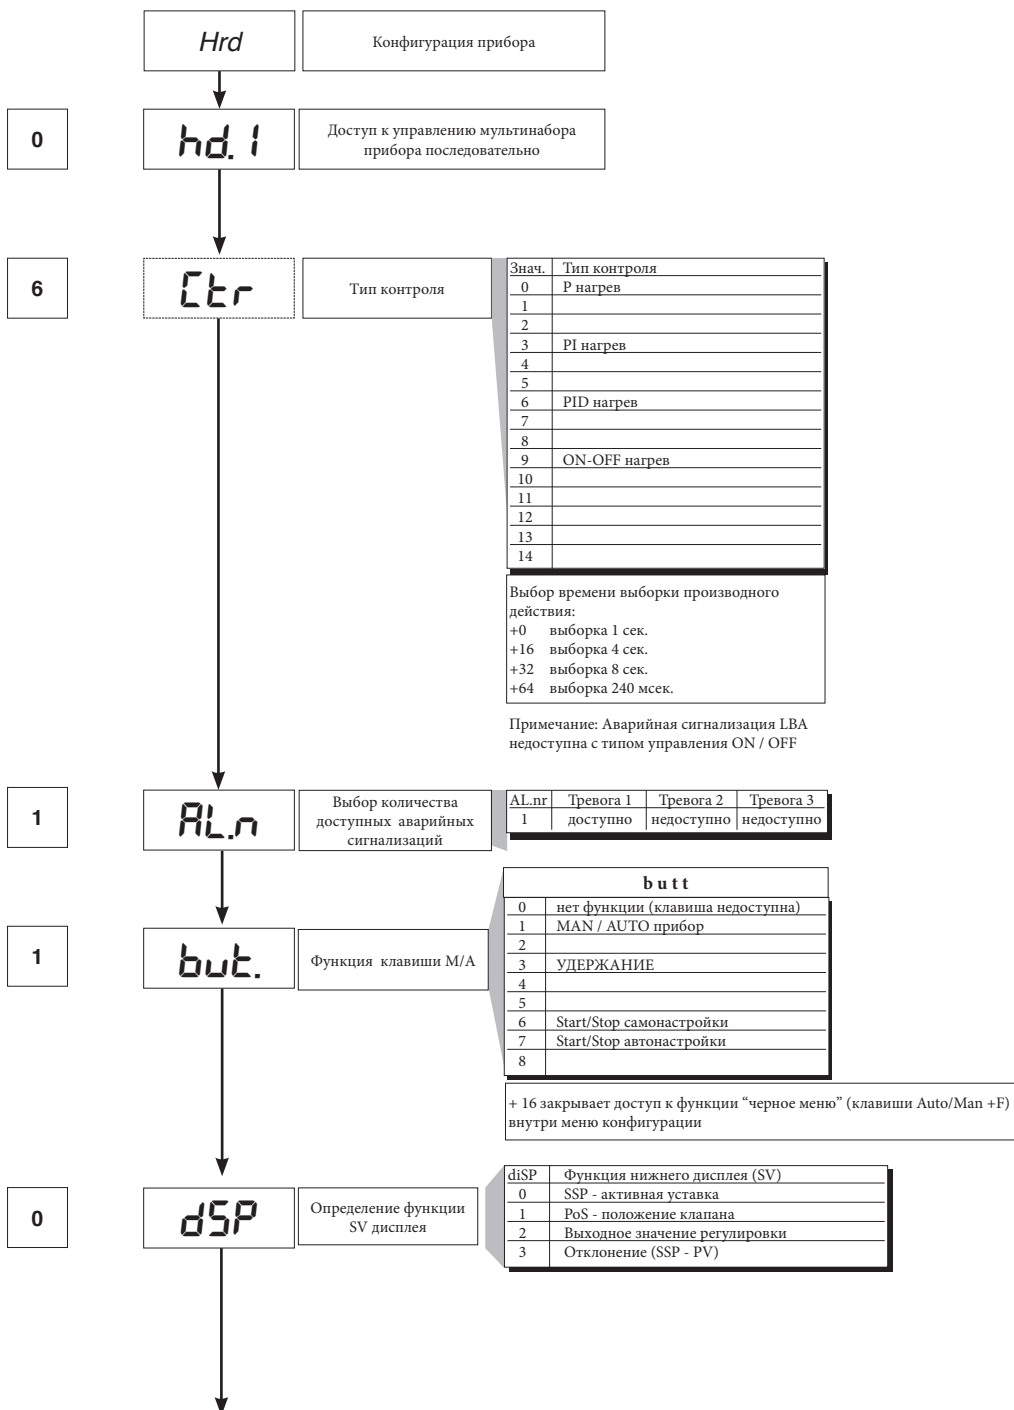 Hrd
Конфигурация прибора
0
hd. 1
Доступ к управлению мультинабора
прибора последовательно
6
Ctr
Тип контроля
Знач. Тип контроля
0 P нагрев
1
2
3 PI нагрев
4
5
6 PID нагрев
7
8
9 ON-OFF нагрев
10
11
12
13
14
Выбор времени выборки производного
действия:
+0 выборка 1 сек.
+16 выборка 4 сек.
+32 выборка 8 сек.
+64 выборка 240 мсек.
Примечание: Аварийная сигнализация LBA
недоступна с типом управления ON / OFF
1
AL.n
Выбор количества
доступных аварийных
сигнализаций
AL.nr Тревога 1 Тревога 2 Тревога 3
1 доступно недоступно недоступно
1
but.
Функция клавиши М/А
butt
0 нет функции (клавиша недоступна)
1 MAN / AUTO прибор
2
3 УДЕРЖАНИЕ
4
5
6 Start/Stop самонастройки
7 Start/Stop автонастройки
8
+ 16 закрывает доступ к функции “черное меню” (клавиши Auto/Man +F)
внутри меню конфигурации
0
dSP
Определение функции
SV дисплея
diSP Функция нижнего дисплея (SV)
0 SSP - активная уставка
1 PoS - положение клапана
2 Выходное значение регулировки
3 Отклонение (SSP - PV)